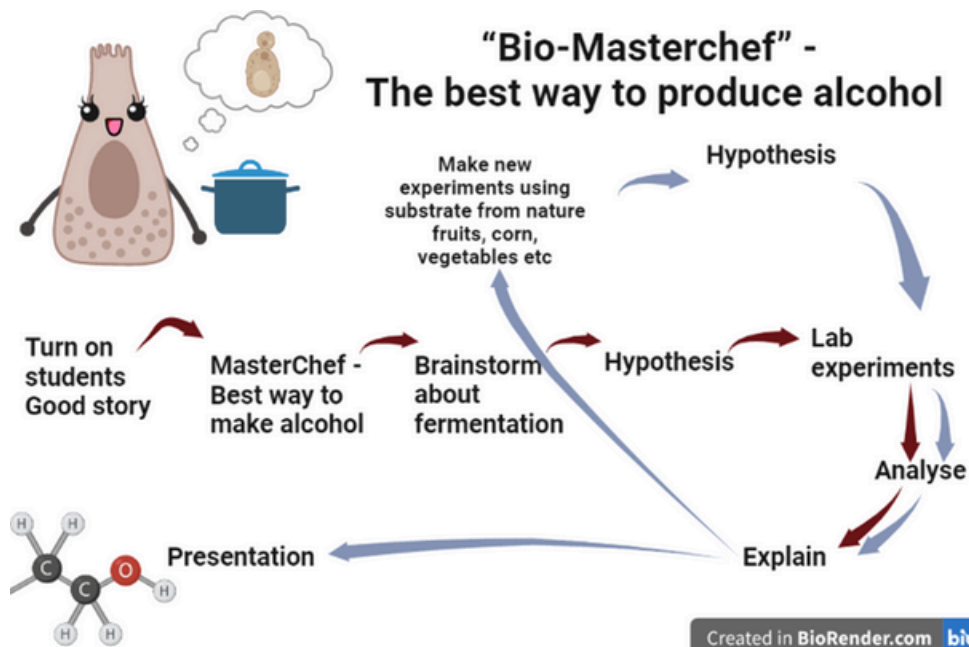 “Bio-Masterchef” -
The best way to produce alcohol
Make new
experiments using
substrate from nature
fruits, corn,
vegetables etc
Hypothesis
Turn on
students
Good story
MasterChef -
Best way to
make alcohol
Brainstorm
about
fermentation
Hypothesis
Lab
experiments
Analyse
Explain
Presentation
H
H
C
C
O
H
H
H
Created in BioRender.com